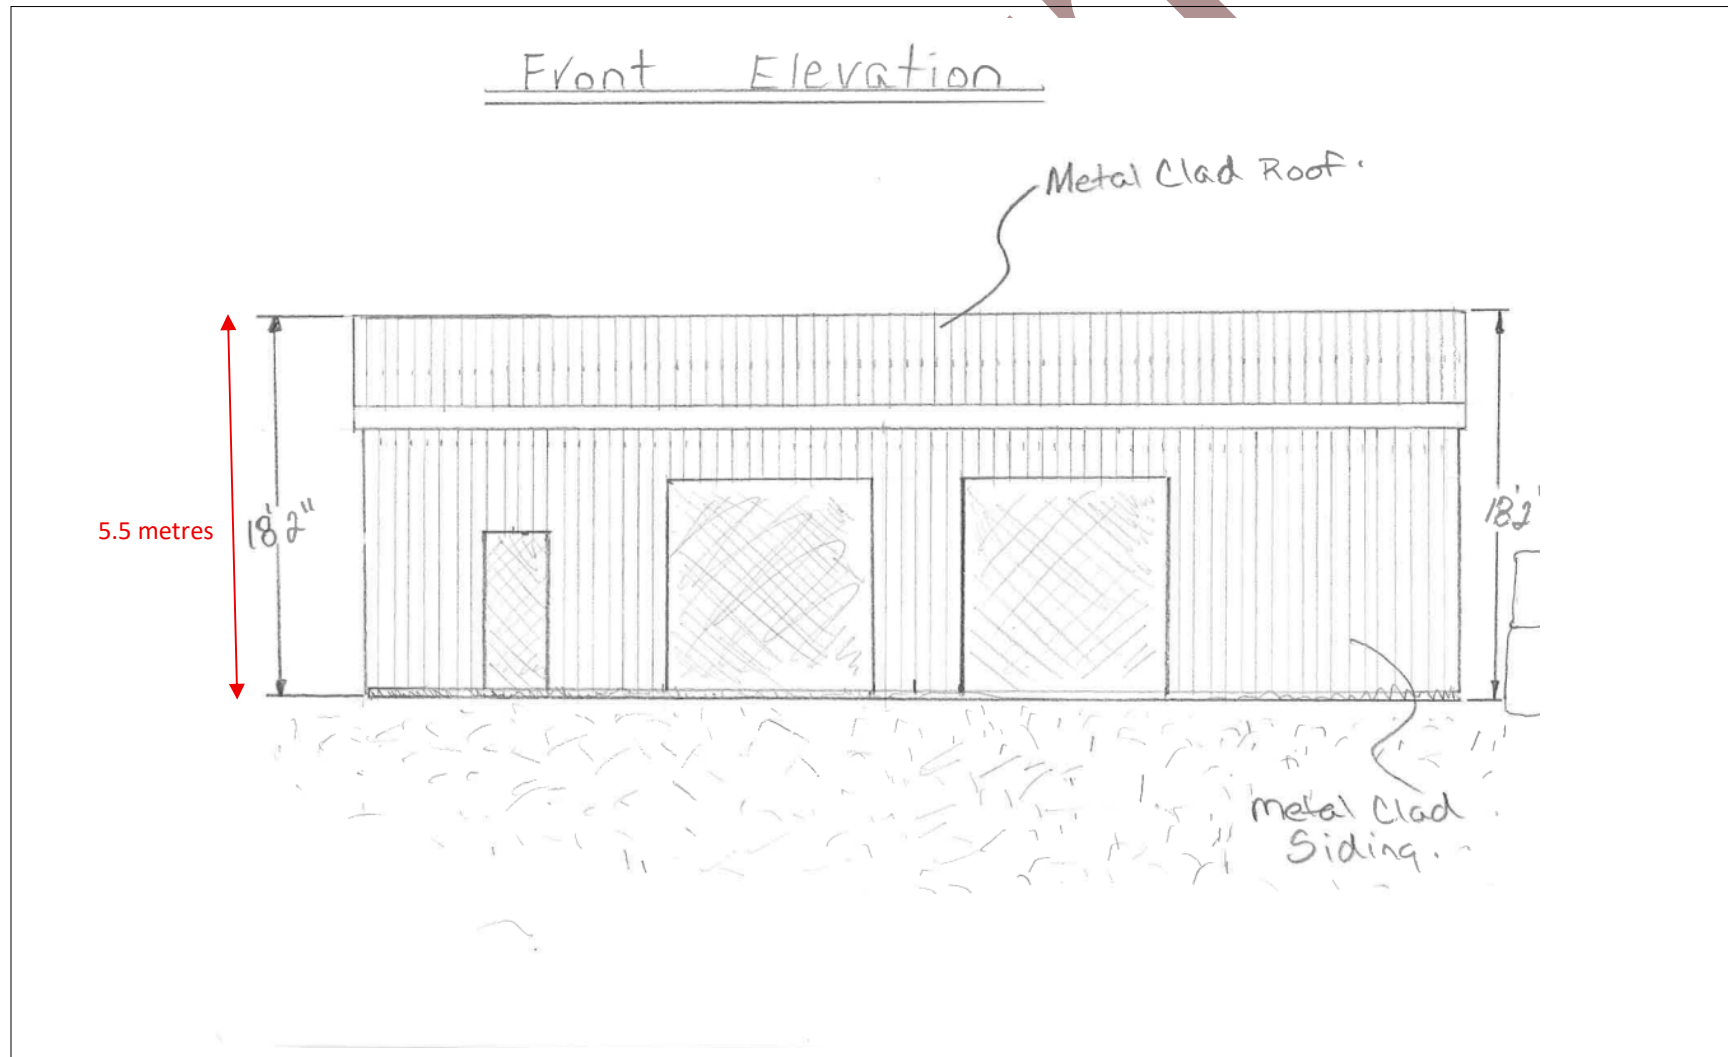 Front Elevation
Metal Clad Roof.
5.5 metres
18'2"
18'2
Metal Clad
Siding.